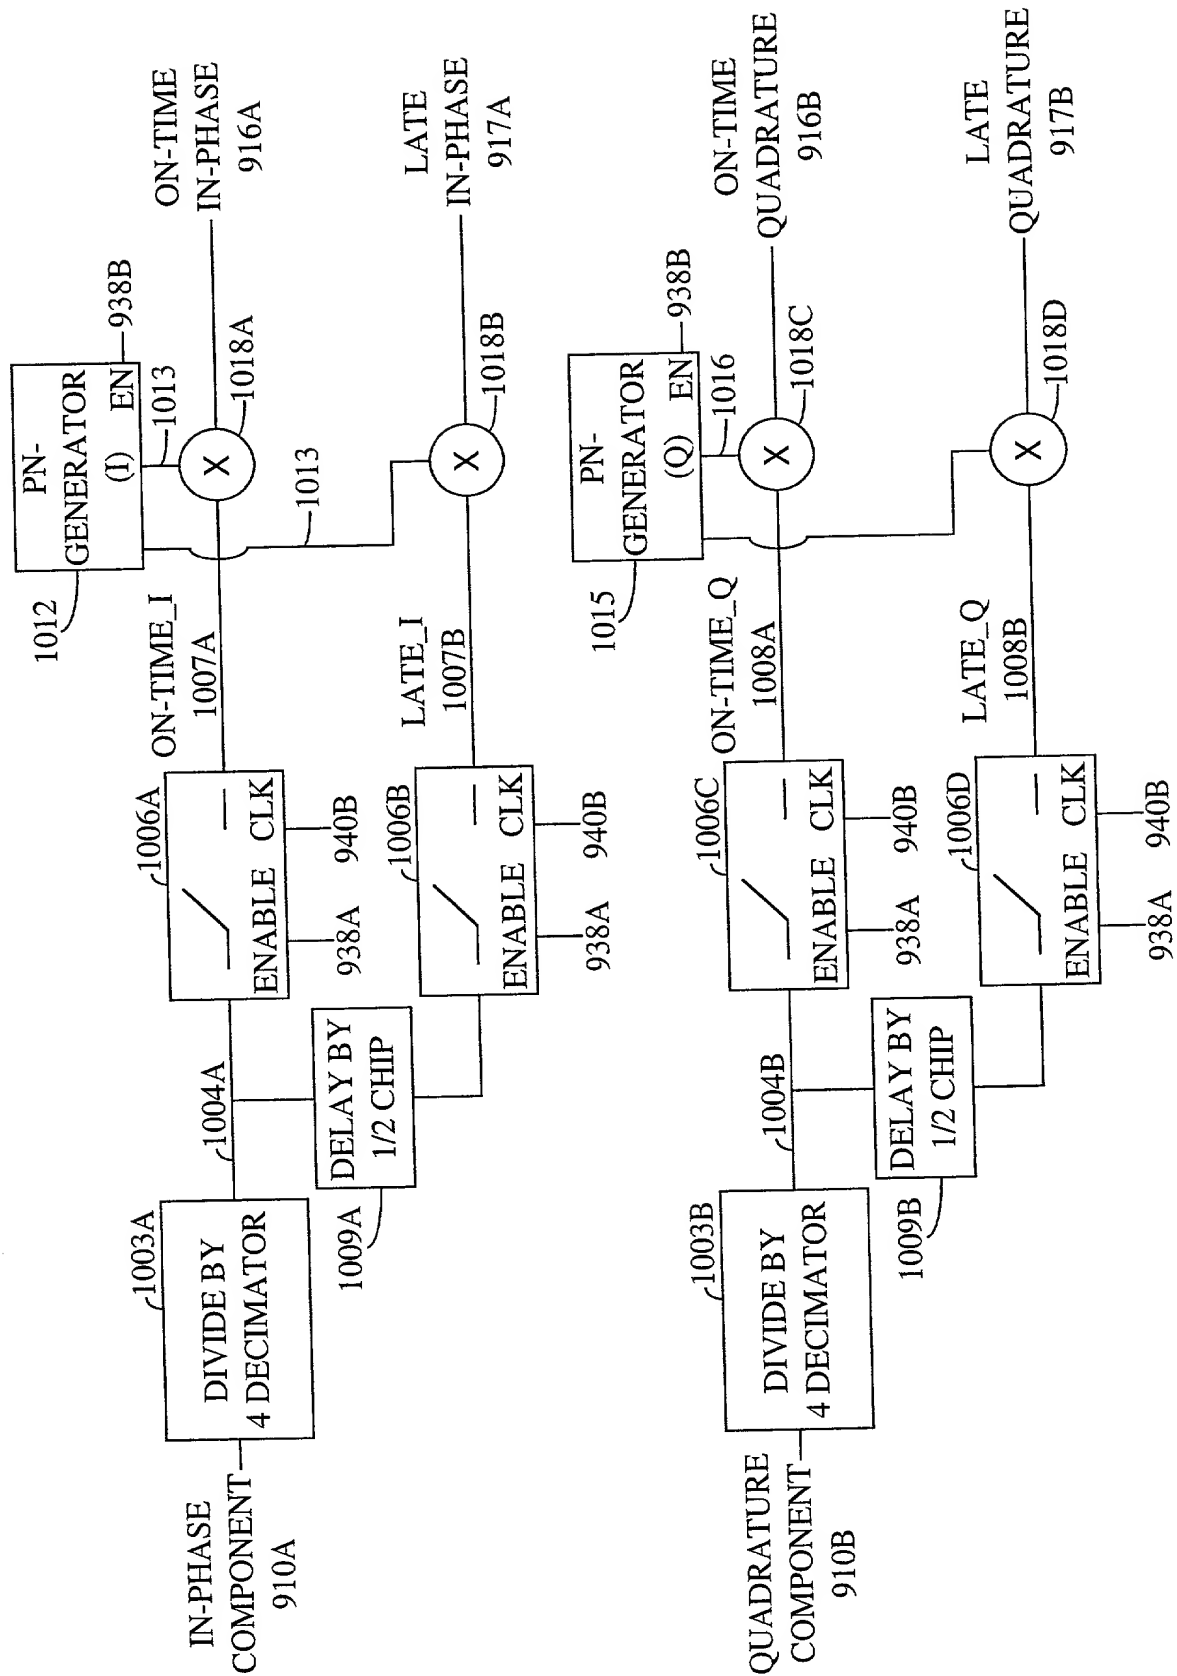 IN-PHASE
COMPONENT
910A
1003A
DIVIDE BY
4 DECIMATOR
1004A
1009A
DELAY BY
1/2 CHIP
1006A
ENABLE CLK
938A
940B
1006B
ENABLE CLK
938A
940B
ON-TIME_I
1007A
LATE_I
1007B
1012
PN-
GENERATOR
(I) EN
938B
1013
1018A
1013
1018B
ON-TIME
IN-PHASE
916A
LATE
IN-PHASE
917A
X
X
QUADRATURE
COMPONENT
910B
1003B
DIVIDE BY
4 DECIMATOR
1004B
1009B
DELAY BY
1/2 CHIP
1006C
ENABLE CLK
938A
940B
1006D
ENABLE CLK
938A
940B
ON-TIME_Q
1008A
LATE_Q
1008B
1015
PN-
GENERATOR
(Q) EN
938B
1016
1018C
1018D
X
X
ON-TIME
QUADRATURE
916B
LATE
QUADRATURE
917B